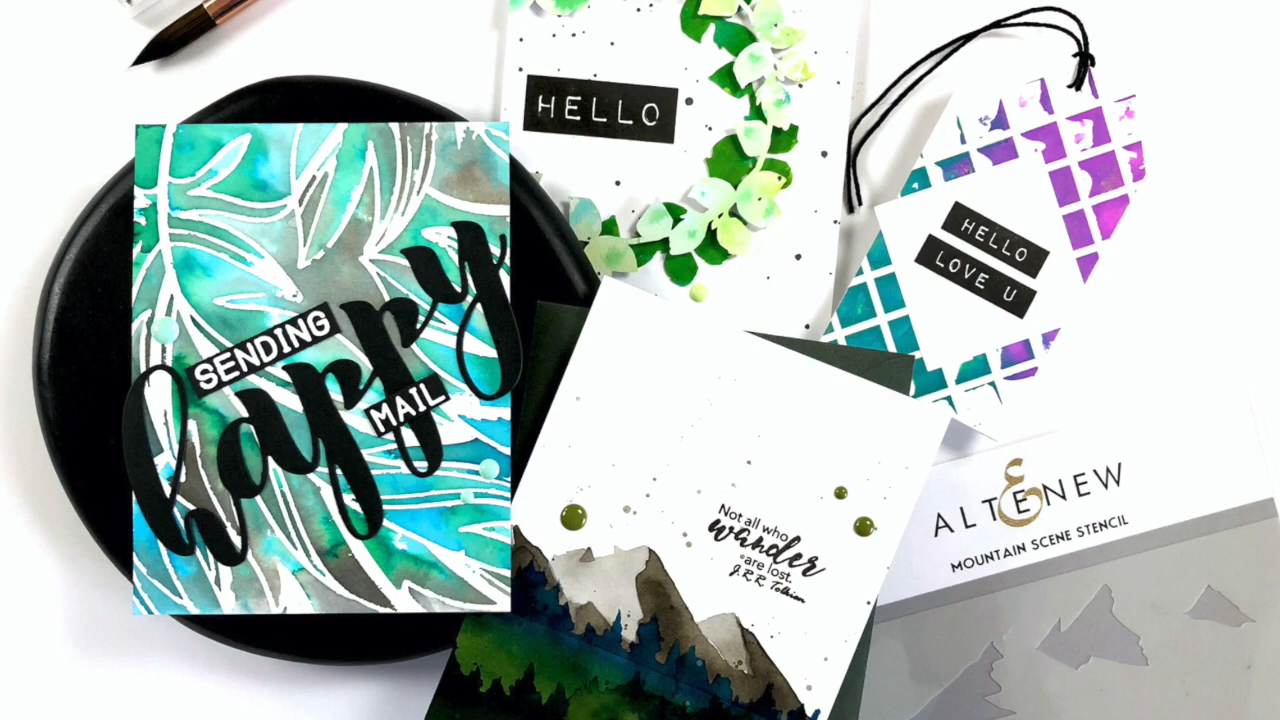 HELLO
HELLO
LOVE U
SENDING
happy
MAIL
Not all who
wander
are lost.
J.R.R. Tolkien
ALTENEW
MOUNTAIN SCENE STENCIL